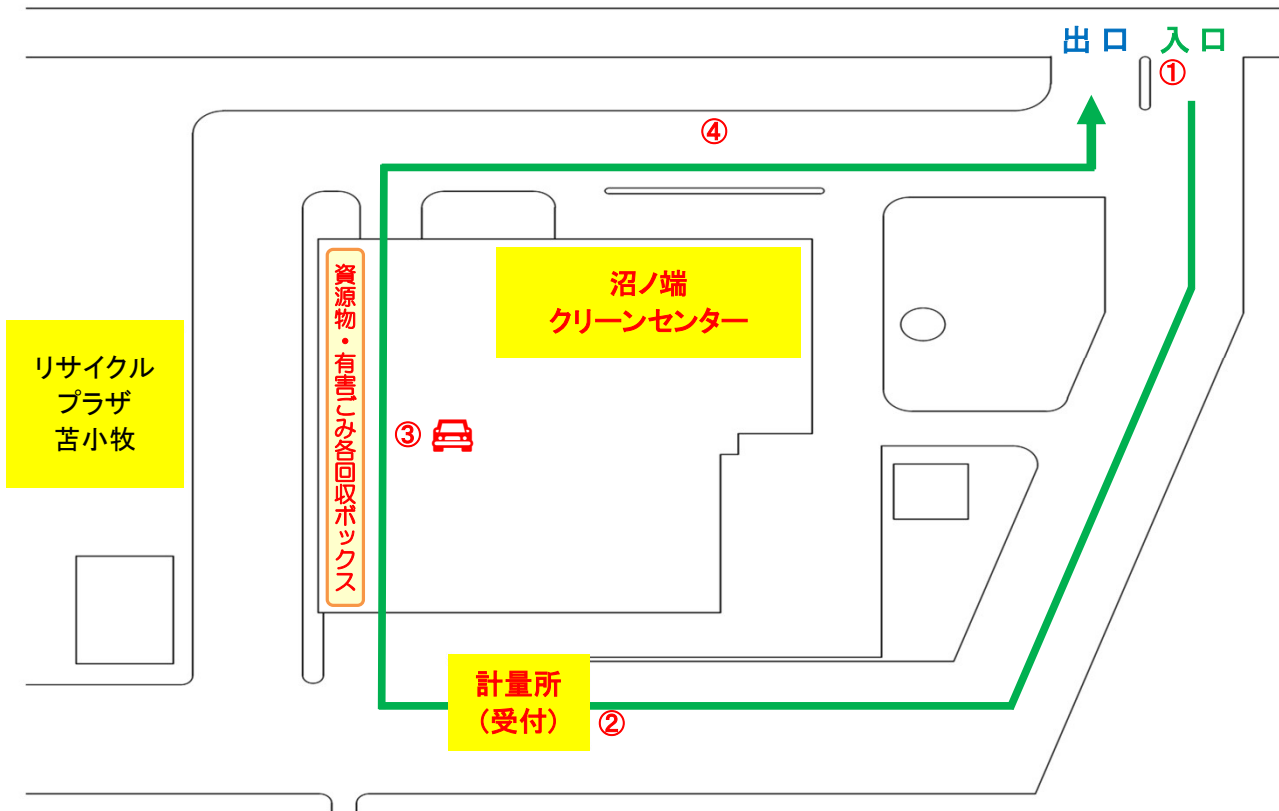 出口 入口
①
④
沼ノ端
クリーンセンター
資源物・有害ごみ各回収ボックス
リサイクル
プラザ
苫小牧
③
計量所
（受付）
②